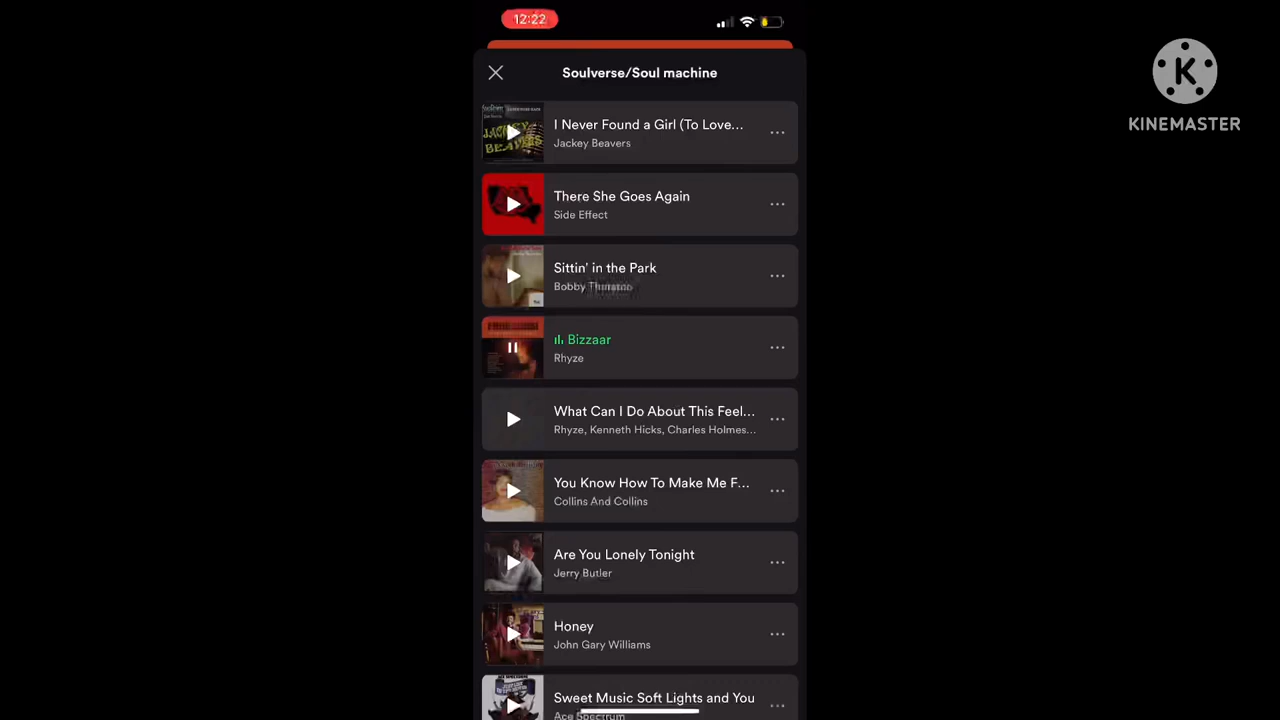 12:22
Soulverse/Soul machine
K
KINEMASTER
I Never Found a Girl (To Love...
Jackey Beavers
JACKEY
BEAVERS
There She Goes Again
Side Effect
Sittin' in the Park
Bobby Thurston
Bizzaar
Rhyze
What Can I Do About This Feel...
Rhyze, Kenneth Hicks, Charles Holmes...
You Know How To Make Me F...
Collins And Collins
Are You Lonely Tonight
Jerry Butler
Honey
John Gary Williams
Sweet Music Soft Lights and You
Ace Spectrum